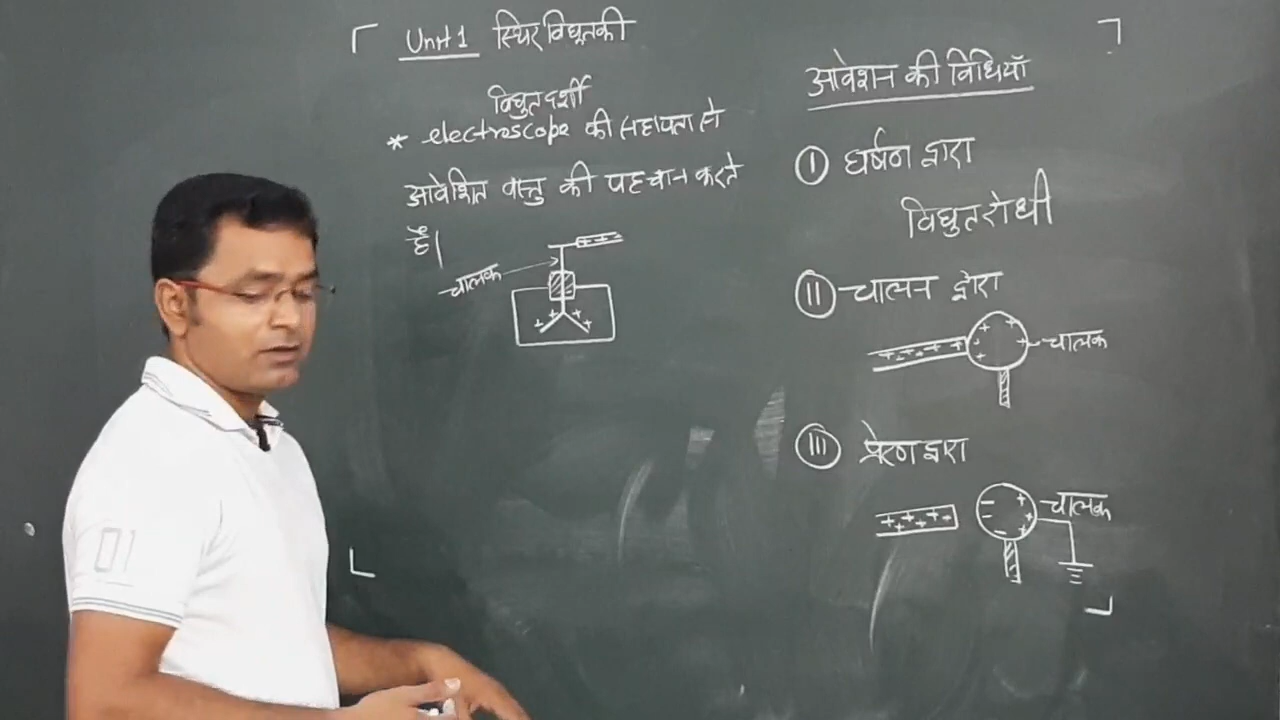 Unit 1 स्थिर विद्युतकी
विद्युतदर्शी
* electroscope की सहायता से
आवेशित वस्तु की पहचान करते
हैं।
चालक
आवेशन की विधियाँ
I घर्षण द्वारा
विद्युतरोधी
II चालन द्वारा
चालक
III प्रेरण द्वारा
चालक
01